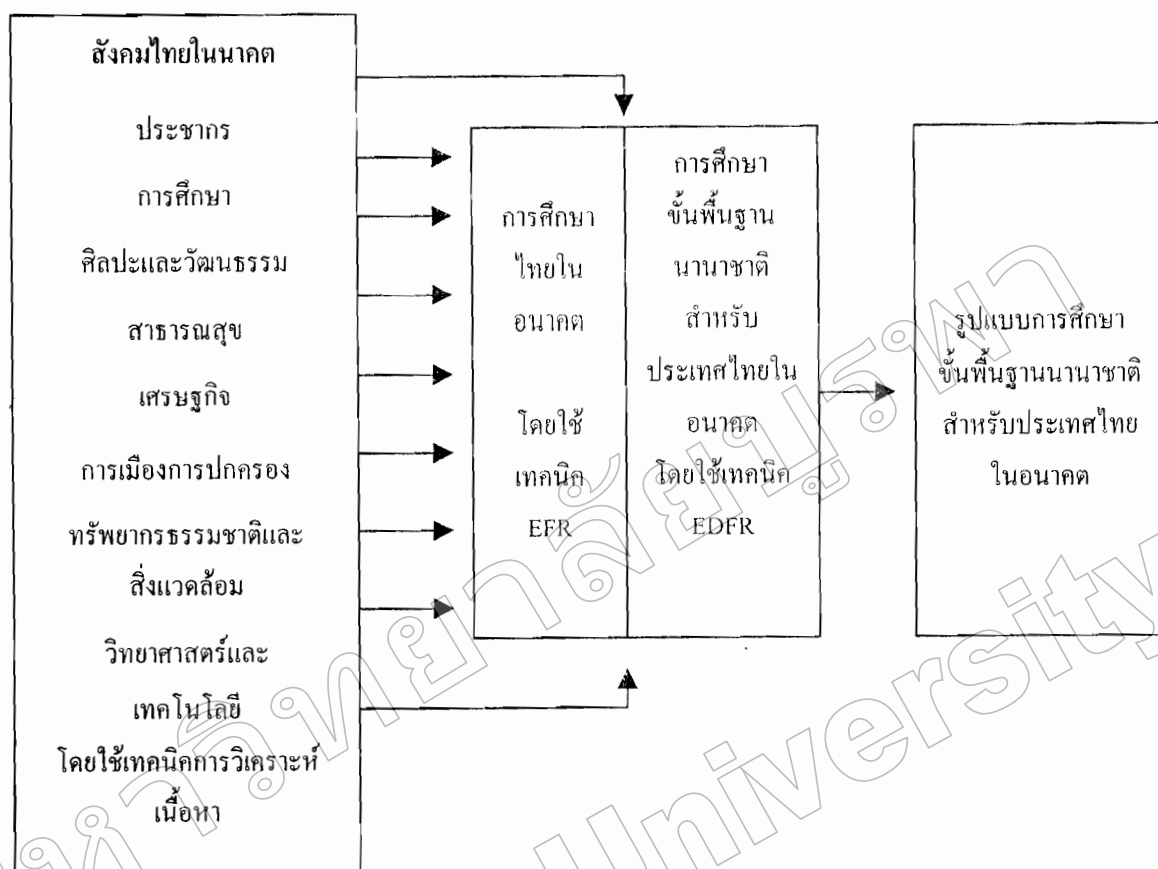 สังคมไทยในนาคต
ประชากร
การศึกษา
ศิลปะและวัฒนธรรม
สาธารณสุข
เศรษฐกิจ
การเมืองการปกครอง
ทรัพยากรธรรมชาติและ
สิ่งแวดล้อม
วิทยาศาสตร์และ
เทคโนโลยี
โดยใช้เทคนิคการวิเคราะห์
เนื้อหา
การศึกษา
ไทยใน
อนาคต
โดยใช้
เทคนิค
EFR
การศึกษา
ขั้นพื้นฐาน
นานาชาติ
สำหรับ
ประเทศไทยใน
อนาคต
โดยใช้เทคนิค
EDFR
รูปแบบการศึกษา
ขั้นพื้นฐานนานาชาติ
สำหรับประเทศไทย
ในอนาคต
มหาวิทยาลัยบูรพา
University